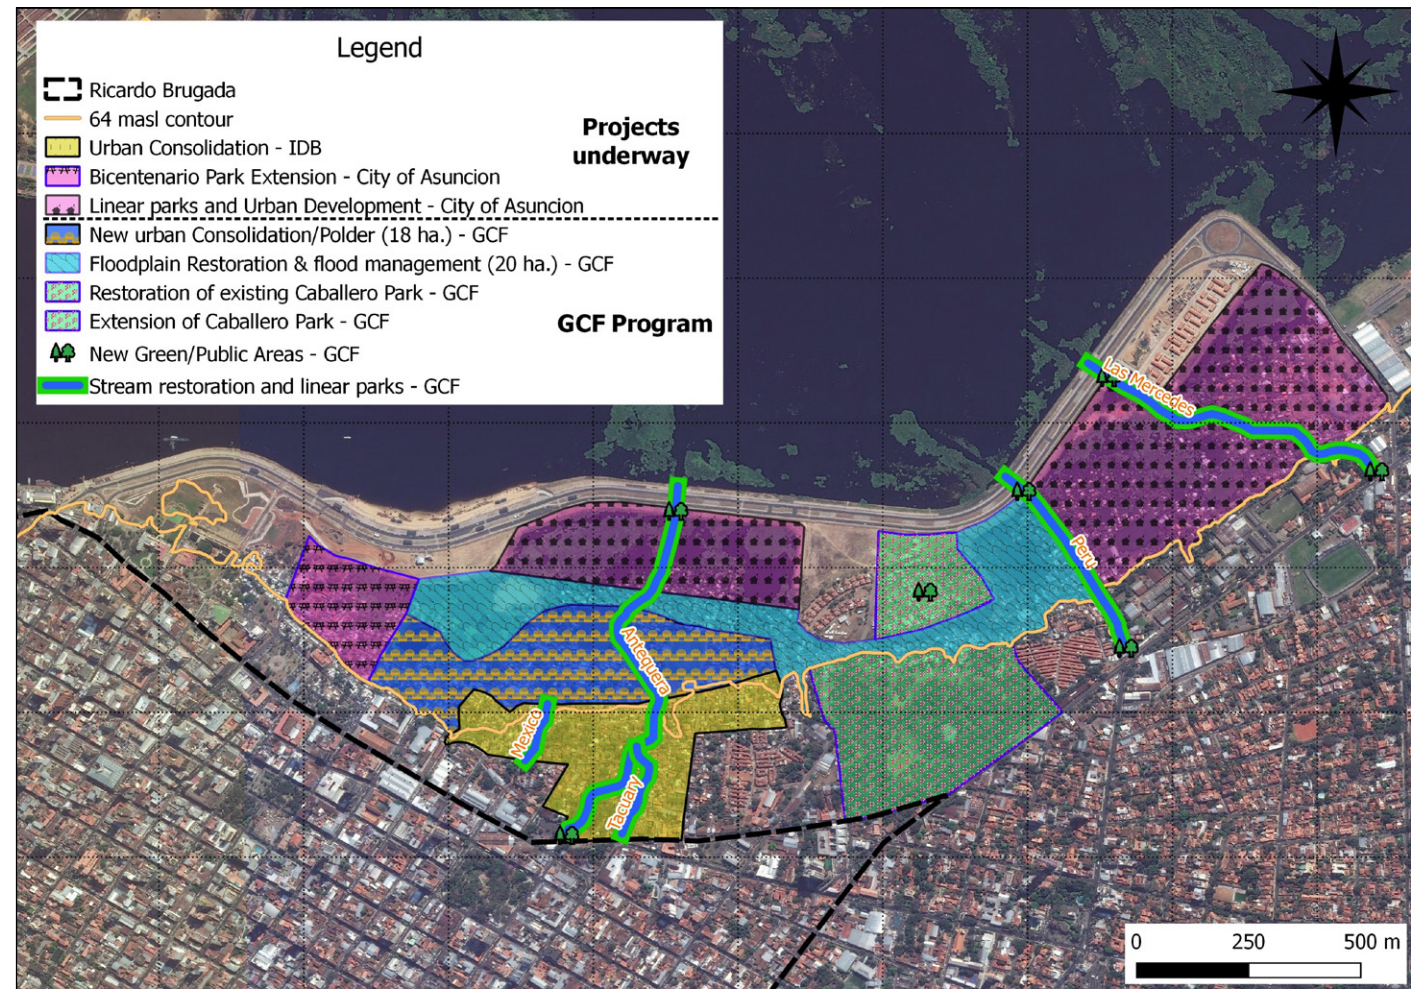 Legend
Ricardo Brugada
64 masl contour
Urban Consolidation - IDB
Bicentenario Park Extension - City of Asuncion
Linear parks and Urban Development - City of Asuncion
Projects
underway
New urban Consolidation/Polder (18 ha.) - GCF
Floodplain Restoration & flood management (20 ha.) - GCF
Restoration of existing Caballero Park - GCF
Extension of Caballero Park - GCF
New Green/Public Areas - GCF
Stream restoration and linear parks - GCF
GCF Program
Las Mercedes
Peru
Antequera
Mexico
Tacuary
0 250 500 m